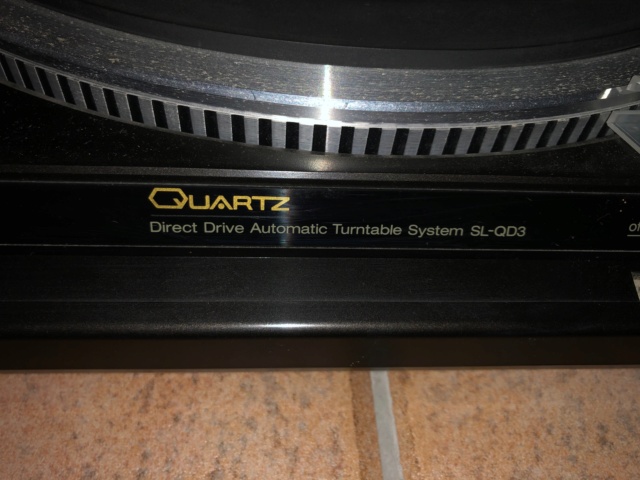 QUARTZ
Direct Drive Automatic Turntable System SL-QD3